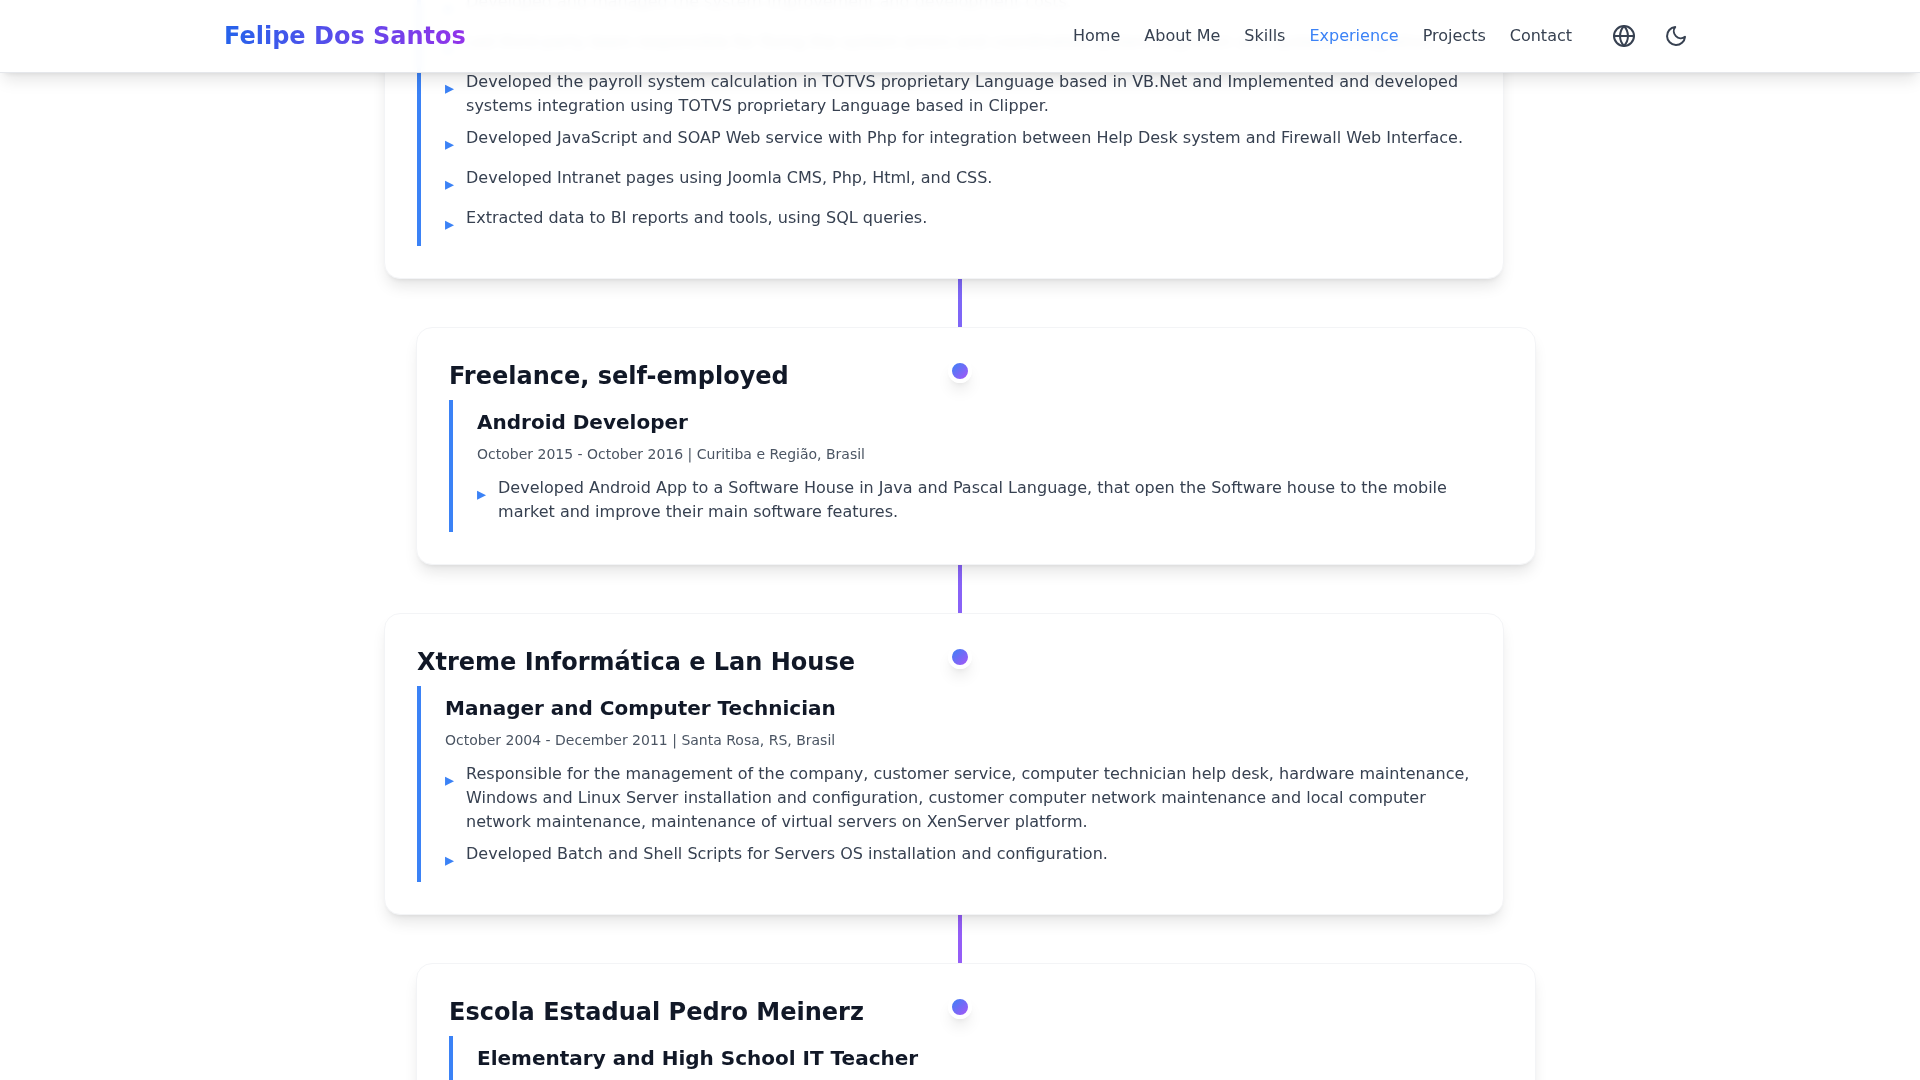 Felipe Dos Santos
Home
About Me
Skills
Experience
Projects
Contact
Developed the payroll system calculation in TOTVS proprietary Language based in VB.Net and Implemented and developed
systems integration using TOTVS proprietary Language based in Clipper.
Developed JavaScript and SOAP Web service with Php for integration between Help Desk system and Firewall Web Interface.
Developed Intranet pages using Joomla CMS, Php, Html, and CSS.
Extracted data to BI reports and tools, using SQL queries.
Freelance, self-employed
Android Developer
October 2015 - October 2016 | Curitiba e Região, Brasil
Developed Android App to a Software House in Java and Pascal Language, that open the Software house to the mobile
market and improve their main software features.
Xtreme Informática e Lan House
Manager and Computer Technician
October 2004 - December 2011 | Santa Rosa, RS, Brasil
Responsible for the management of the company, customer service, computer technician help desk, hardware maintenance,
Windows and Linux Server installation and configuration, customer computer network maintenance and local computer
network maintenance, maintenance of virtual servers on XenServer platform.
Developed Batch and Shell Scripts for Servers OS installation and configuration.
Escola Estadual Pedro Meinerz
Elementary and High School IT Teacher